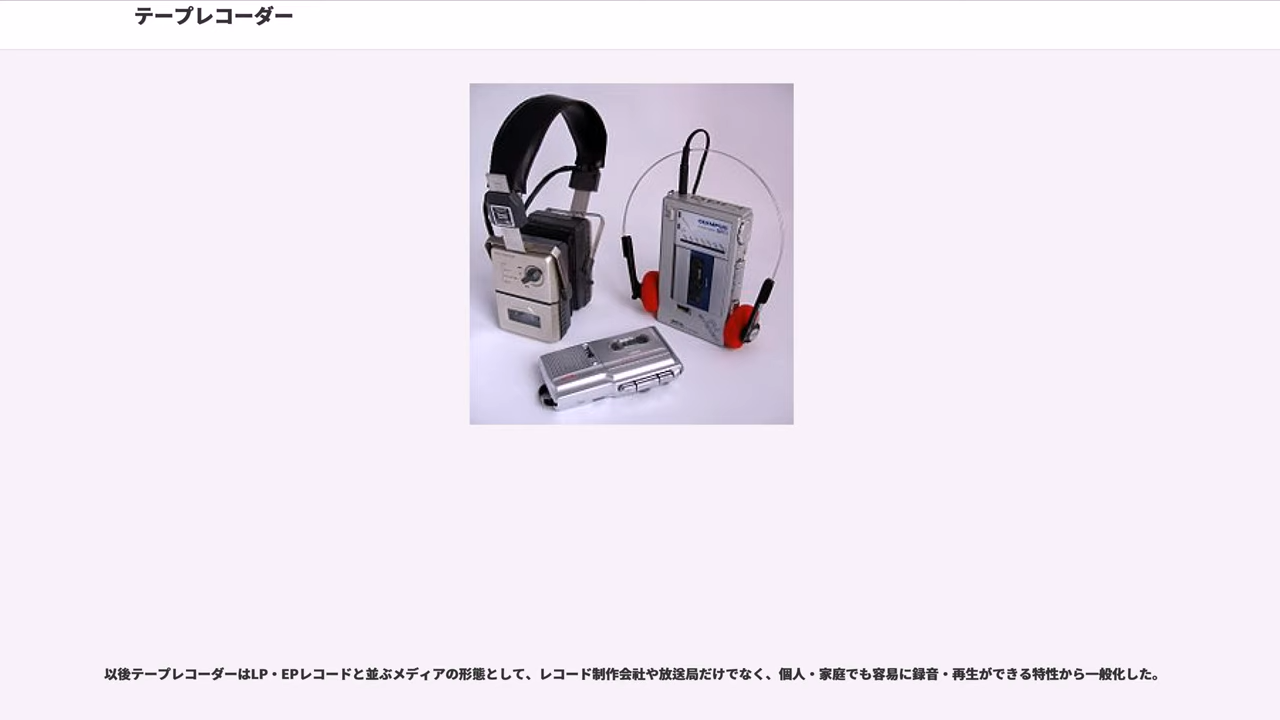 テープレコーダー
OLYMPUS
以後テープレコーダーはLP・EPレコードと並ぶメディアの形態として、レコード制作会社や放送局だけでなく、個人・家庭でも容易に録音・再生ができる特性から一般化した。